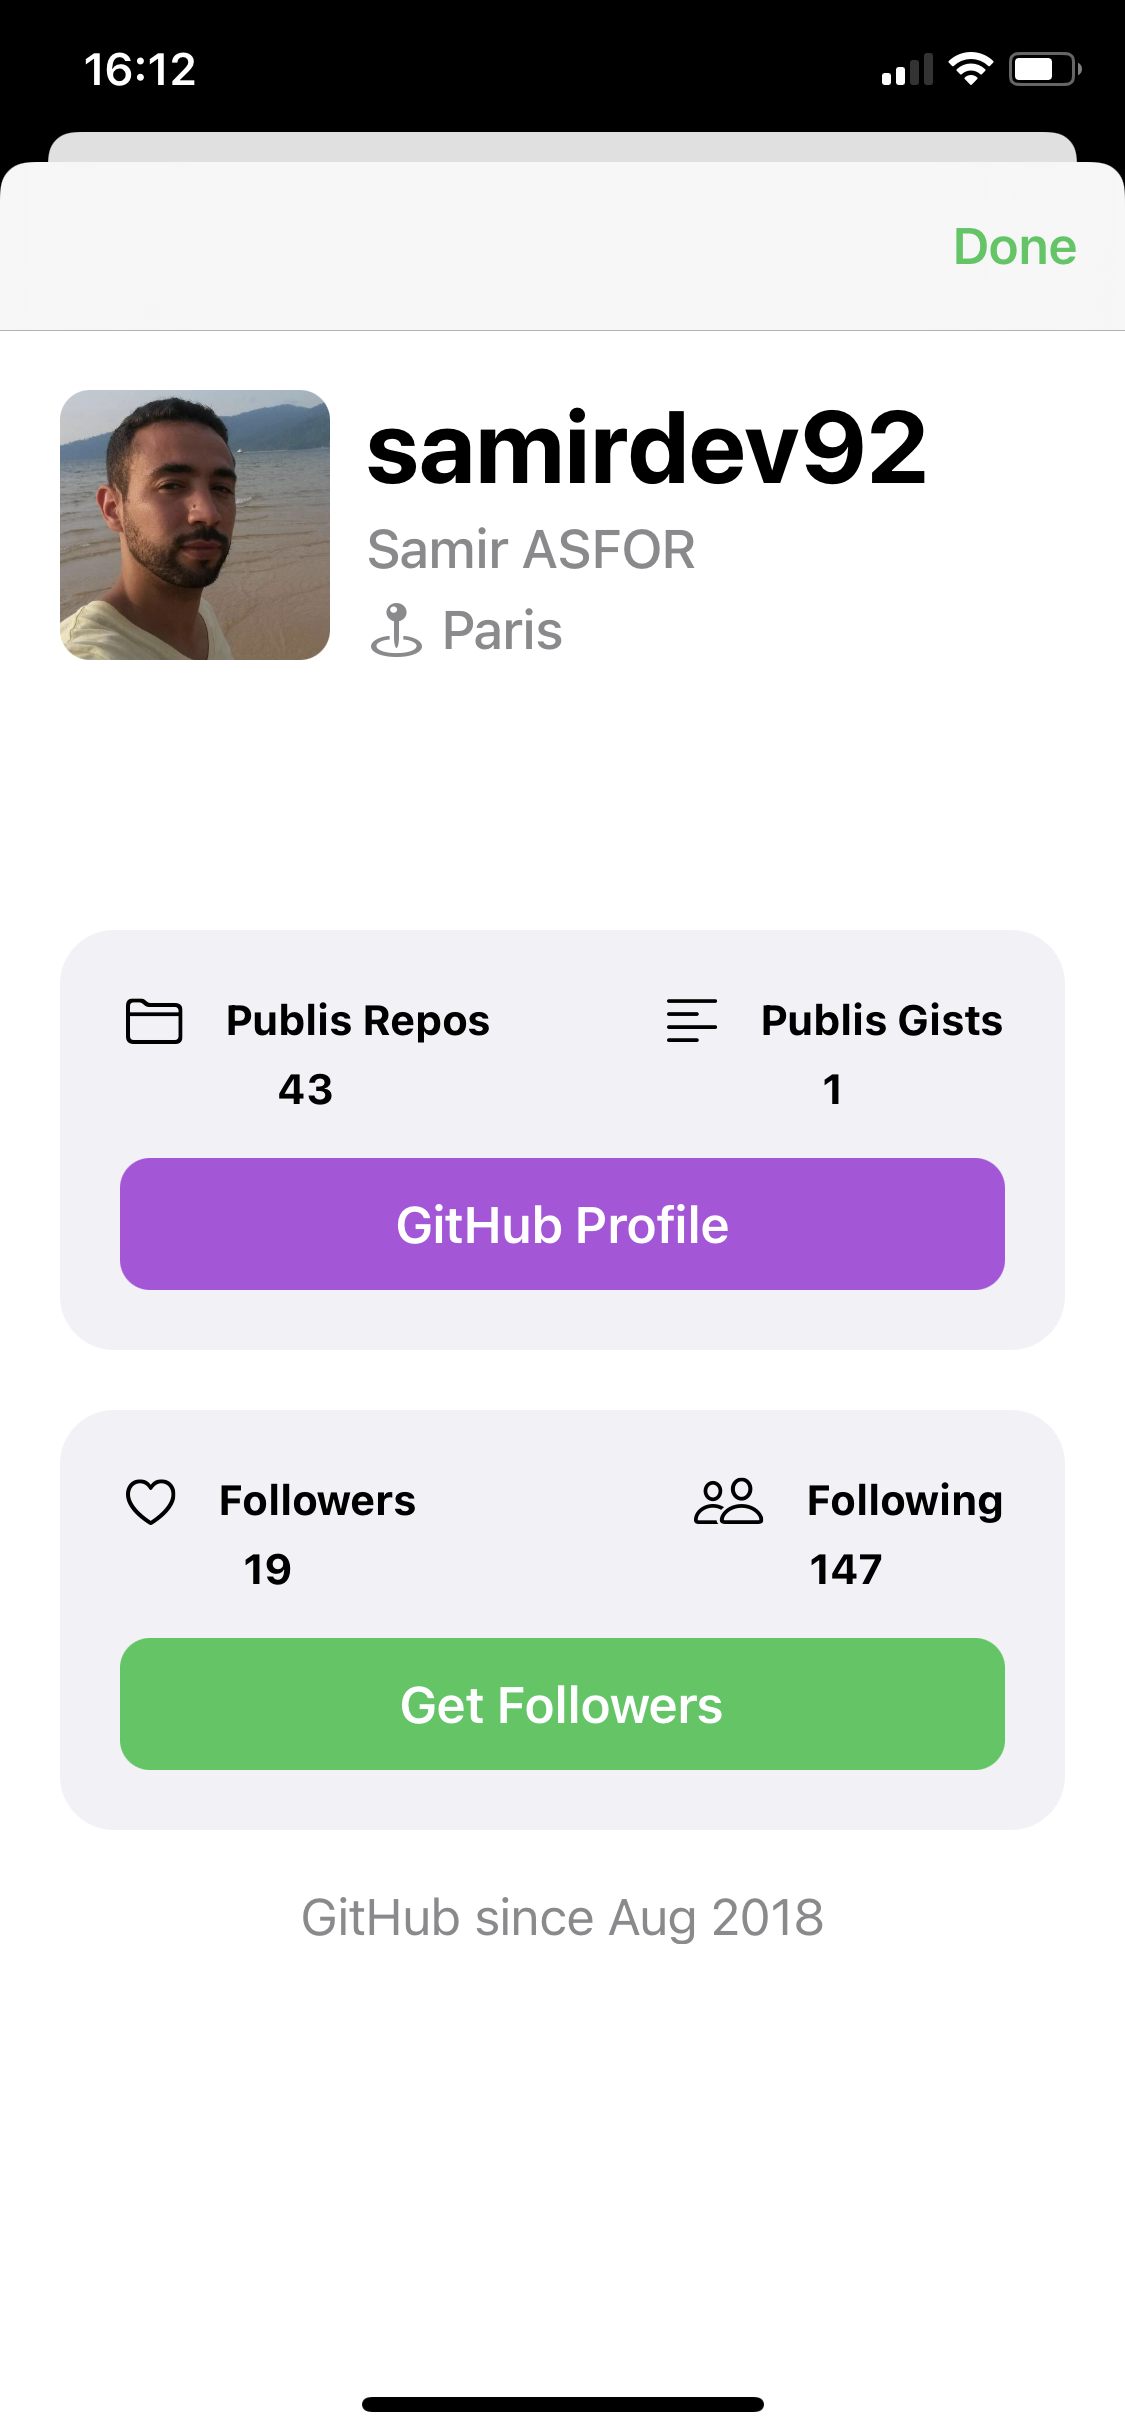 16:12
Done
samirdev92
Samir ASFOR
Paris
Publis Repos
43
Publis Gists
1
GitHub Profile
Followers
19
Following
147
Get Followers
GitHub since Aug 2018